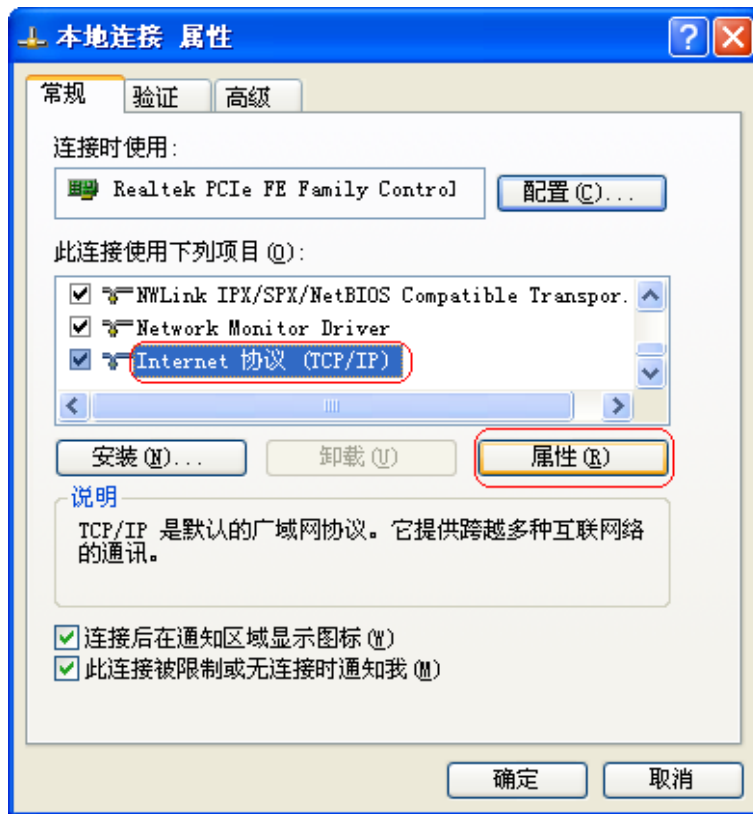 本地连接 属性
常规 验证 高级
连接时使用:
Realtek PCIe FE Family Control
配置(C)...
此连接使用下列项目(O):
NWLink IPX/SPX/NetBIOS Compatible Transpor.
Network Monitor Driver
Internet 协议 (TCP/IP)
安装(N)... 卸载(U) 属性(R)
说明
TCP/IP 是默认的广域网协议。它提供跨越多种互联网络
的通讯。
连接后在通知区域显示图标(W)
此连接被限制或无连接时通知我(M)
确定 取消